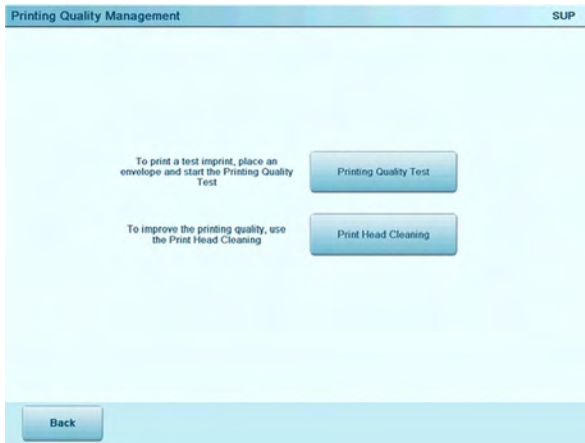 Printing Quality Management SUP
To print a test imprint, place an
envelope and start the Printing Quality
Test
Printing Quality Test
To improve the printing quality, use
the Print Head Cleaning
Print Head Cleaning
Back